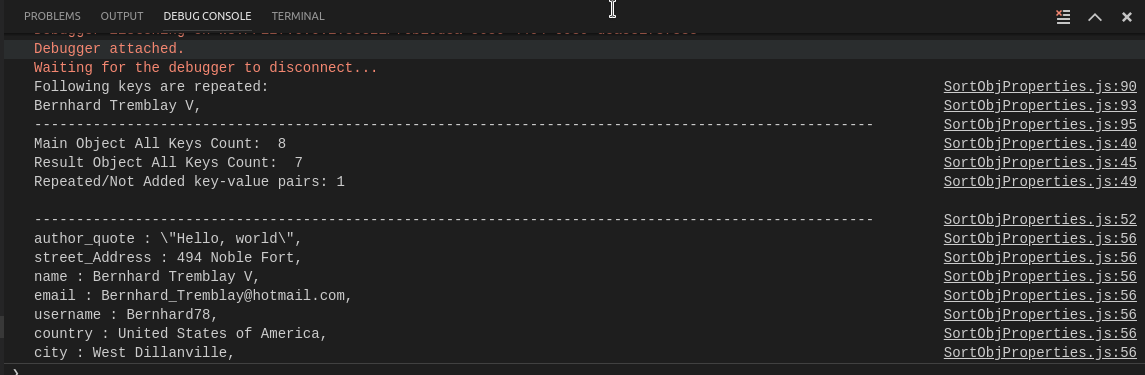 PROBLEMS OUTPUT DEBUG CONSOLE TERMINAL
Debugger attached.
Waiting for the debugger to disconnect...
Following keys are repeated: SortObjProperties.js:90
Bernhard Tremblay V, SortObjProperties.js:93
---------------------------------------------------------------------------------------------------- SortObjProperties.js:95
Main Object All Keys Count:  8 SortObjProperties.js:40
Result Object All Keys Count:  7 SortObjProperties.js:45
Repeated/Not Added key-value pairs: 1 SortObjProperties.js:49
---------------------------------------------------------------------------------------------------- SortObjProperties.js:52
author_quote : \"Hello, world\", SortObjProperties.js:56
street_Address : 494 Noble Fort, SortObjProperties.js:56
name : Bernhard Tremblay V, SortObjProperties.js:56
email : Bernhard_Tremblay@hotmail.com, SortObjProperties.js:56
username : Bernhard78, SortObjProperties.js:56
country : United States of America, SortObjProperties.js:56
city : West Dillanville, SortObjProperties.js:56